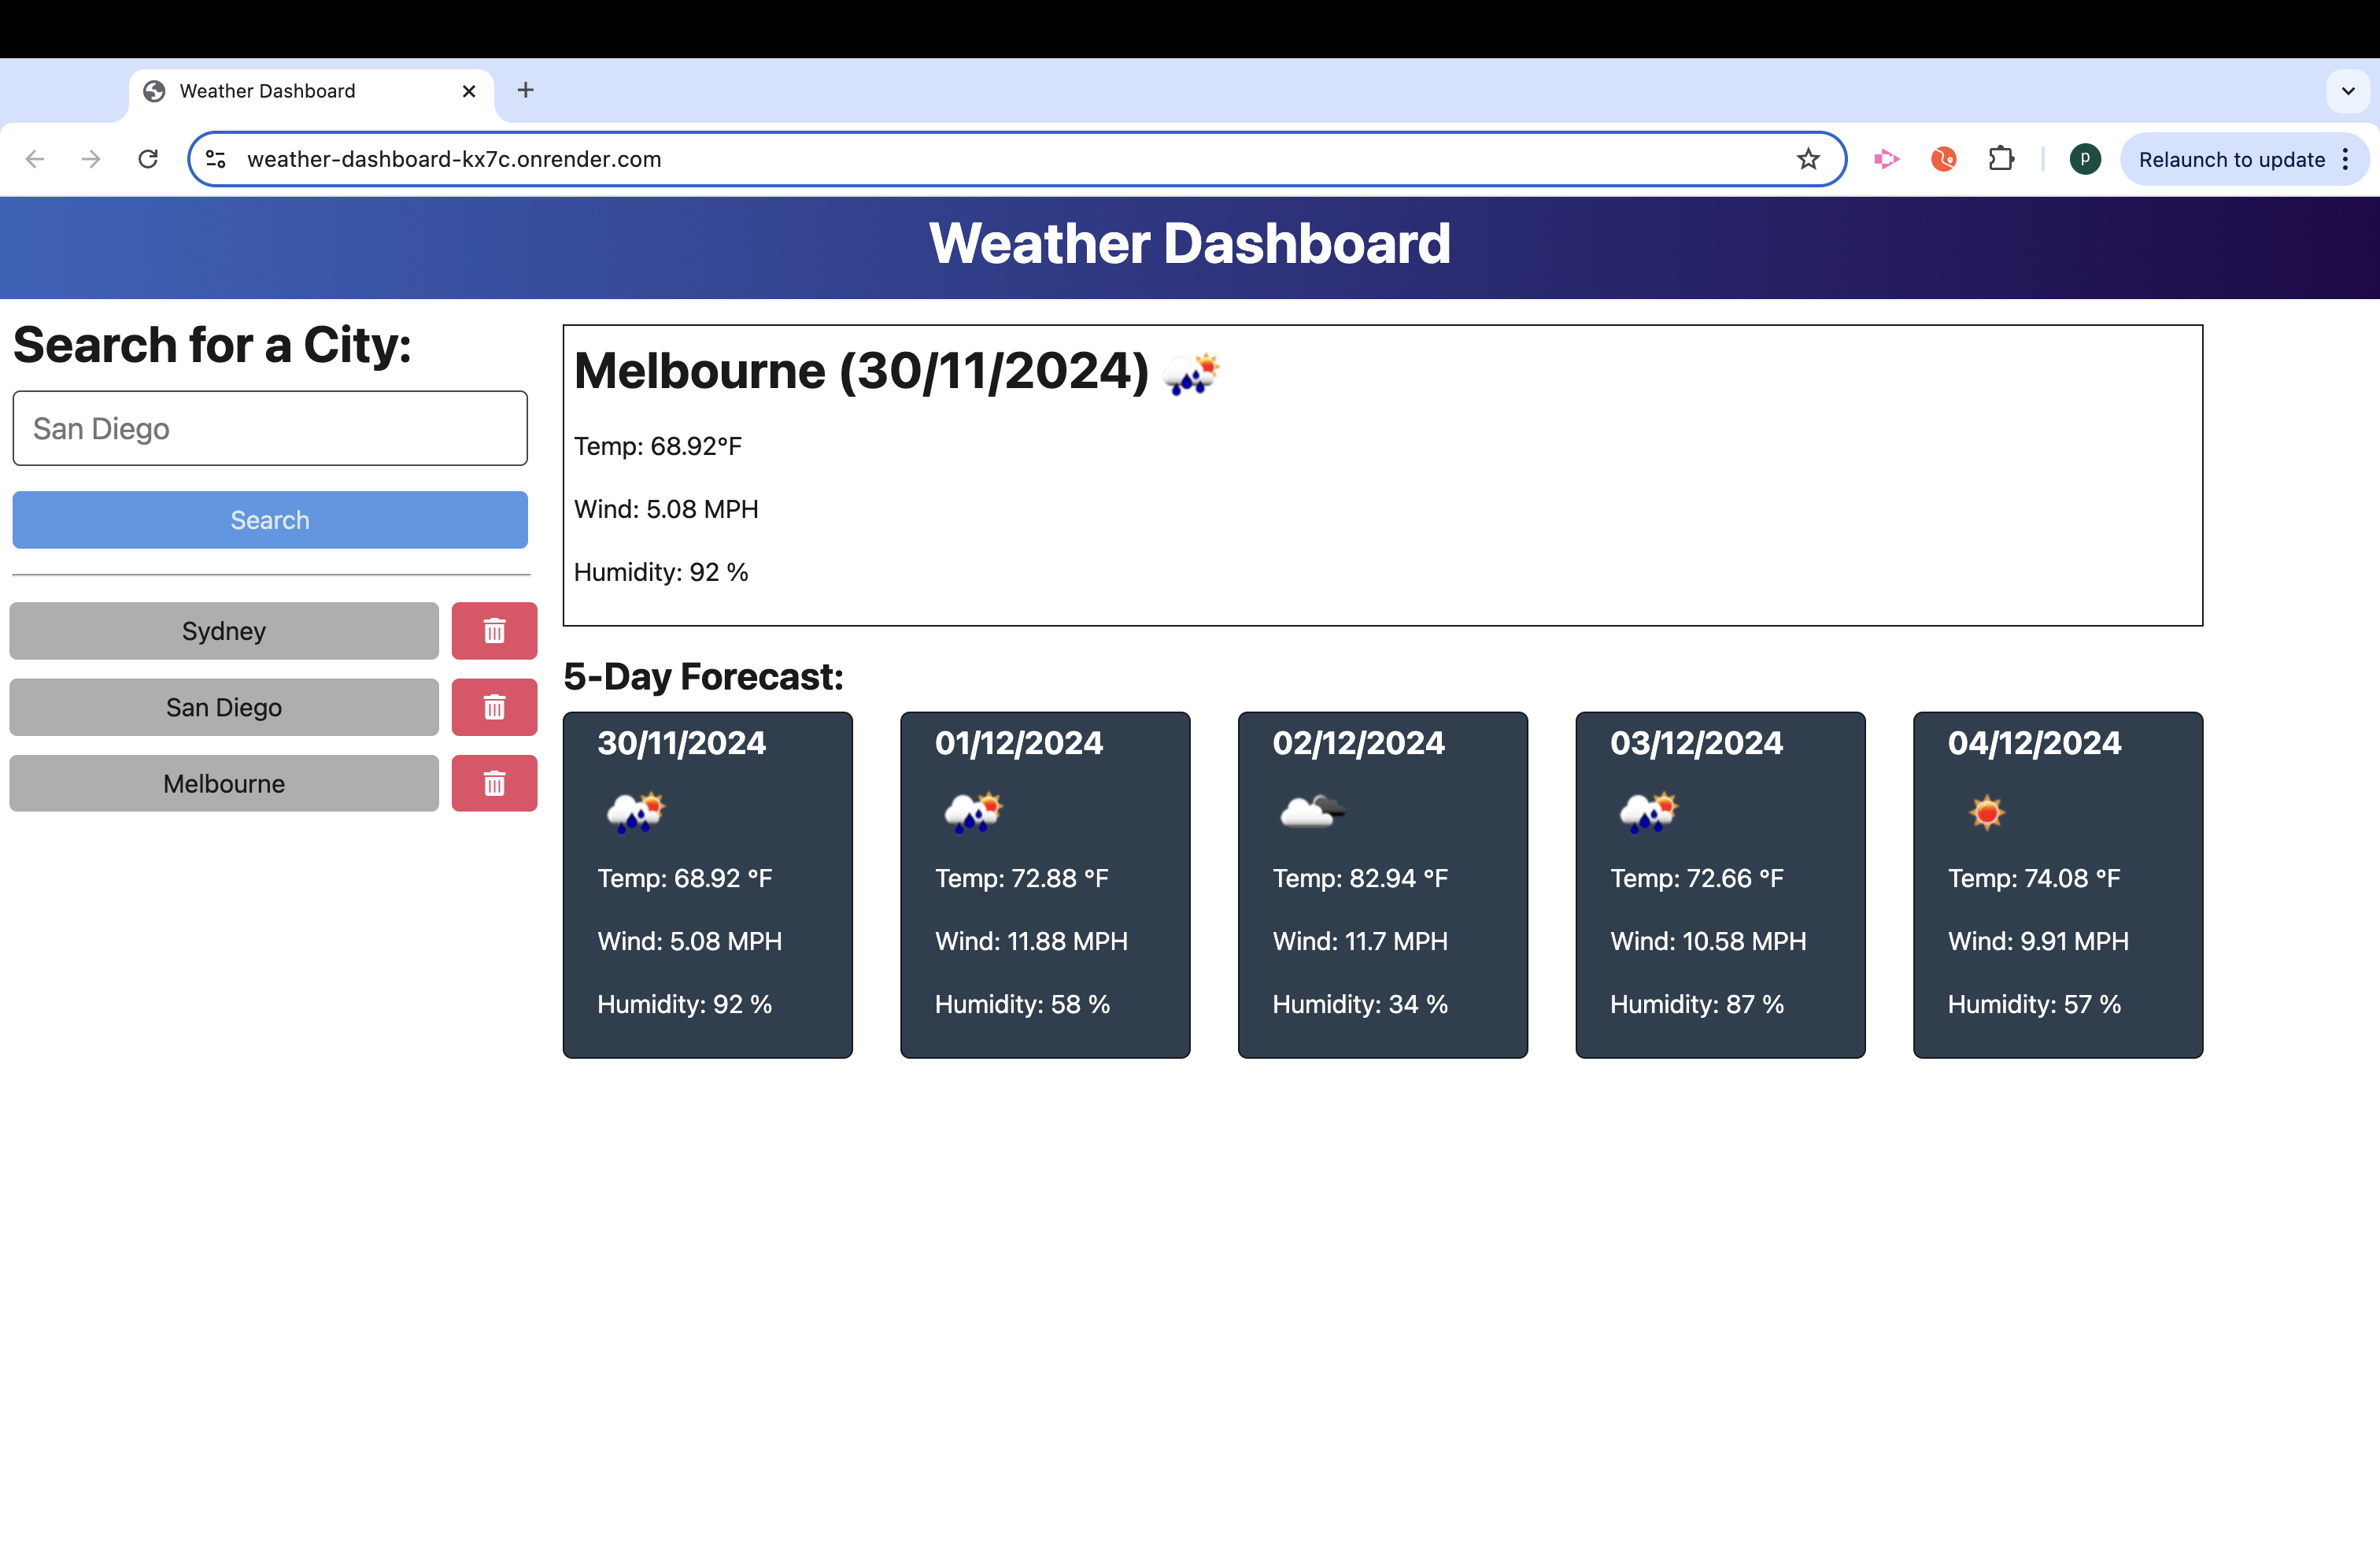 Weather Dashboard
weather-dashboard-kx7c.onrender.com
p
Relaunch to update
Weather Dashboard
Search for a City:
San Diego
Search
Sydney
San Diego
Melbourne
Melbourne (30/11/2024)
Temp: 68.92°F
Wind: 5.08 MPH
Humidity: 92 %
5-Day Forecast:
30/11/2024
Temp: 68.92 °F
Wind: 5.08 MPH
Humidity: 92 %
01/12/2024
Temp: 72.88 °F
Wind: 11.88 MPH
Humidity: 58 %
02/12/2024
Temp: 82.94 °F
Wind: 11.7 MPH
Humidity: 34 %
03/12/2024
Temp: 72.66 °F
Wind: 10.58 MPH
Humidity: 87 %
04/12/2024
Temp: 74.08 °F
Wind: 9.91 MPH
Humidity: 57 %